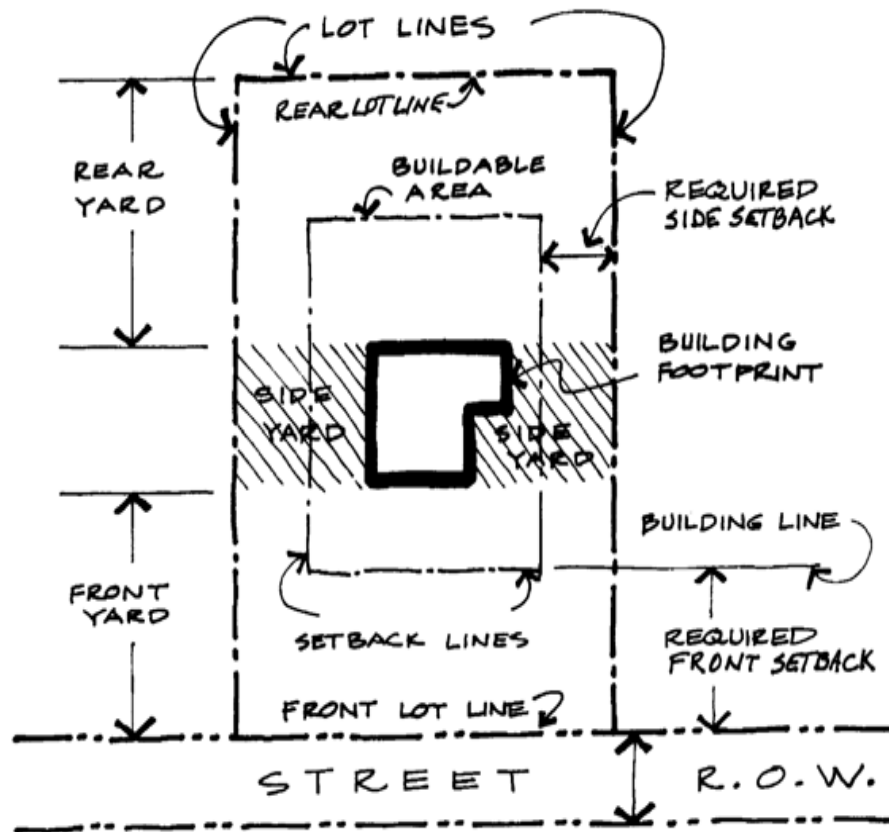 LOT LINES
REAR LOT LINE
REAR
YARD
BUILDABLE
AREA
REQUIRED
SIDE SETBACK
BUILDING
FOOTPRINT
SIDE
YARD
SIDE
YARD
BUILDING LINE
FRONT
YARD
SETBACK LINES
REQUIRED
FRONT SETBACK
FRONT LOT LINE
STREET
R.O.W.